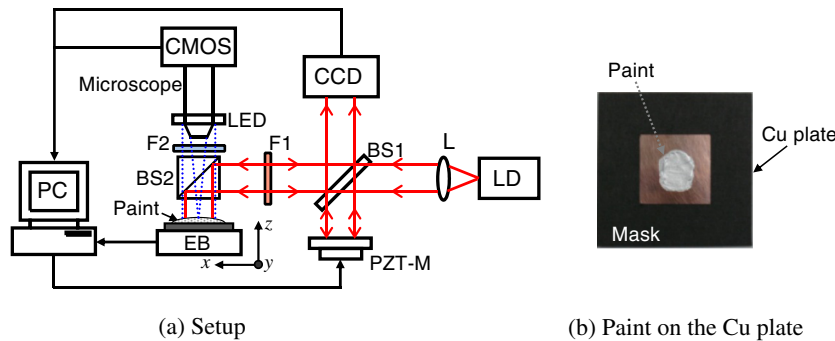 CMOS
Microscope
CCD
LED
F2
F1
BS1
L
BS2
LD
PC
Paint
EB
z
x
y
PZT-M
(a) Setup
Paint
Cu plate
Mask
(b) Paint on the Cu plate